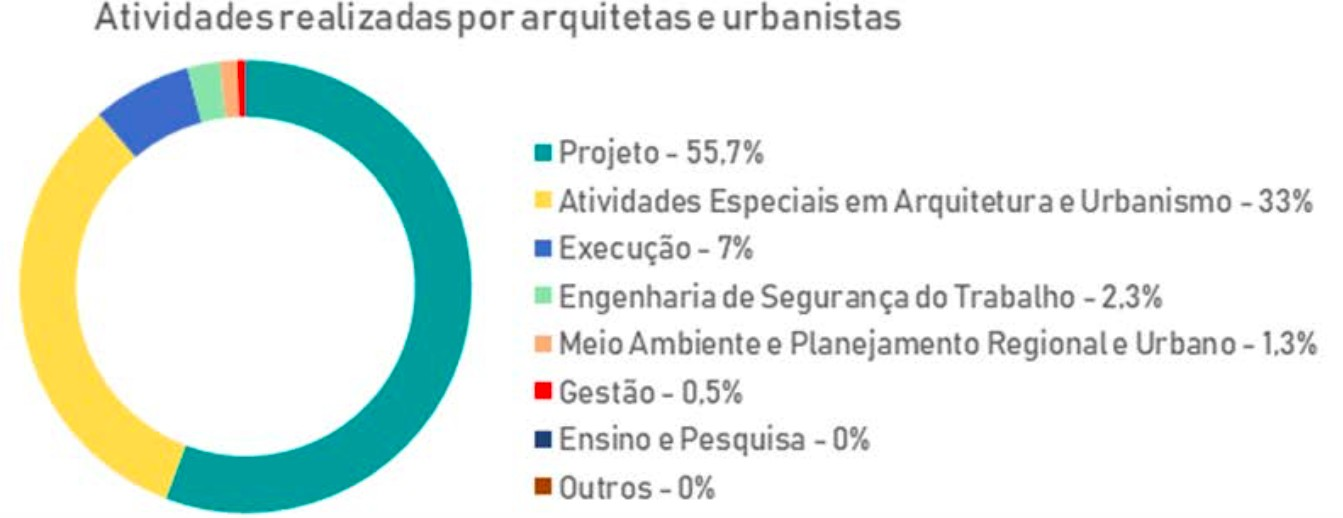 Atividades realizadas por arquitetas e urbanistas
Projeto - 55,7%
Atividades Especiais em Arquitetura e Urbanismo - 33%
Execução - 7%
Engenharia de Segurança do Trabalho - 2,3%
Meio Ambiente e Planejamento Regional e Urbano - 1,3%
Gestão - 0,5%
Ensino e Pesquisa - 0%
Outros - 0%